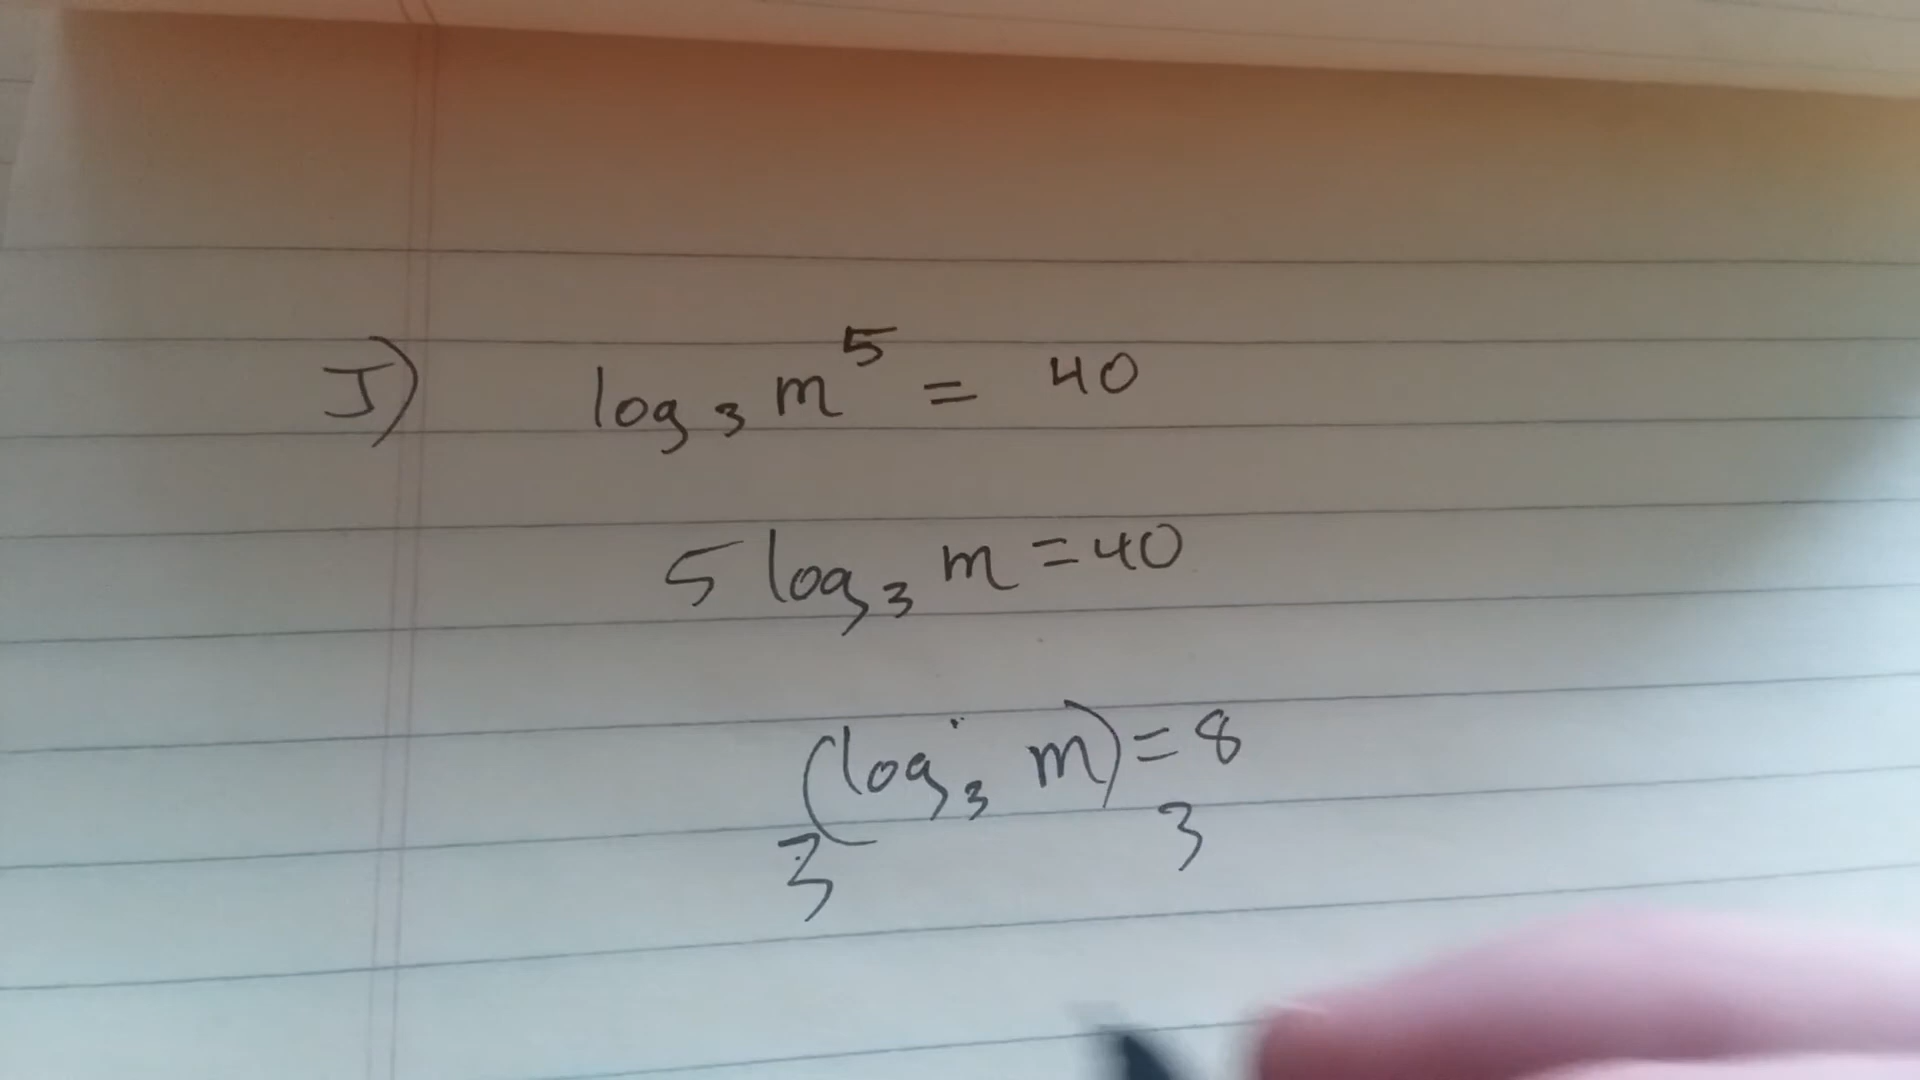 J) log₃ m⁵ = 40
5 log₃ m = 40
3^(log₃ m) = 3^8